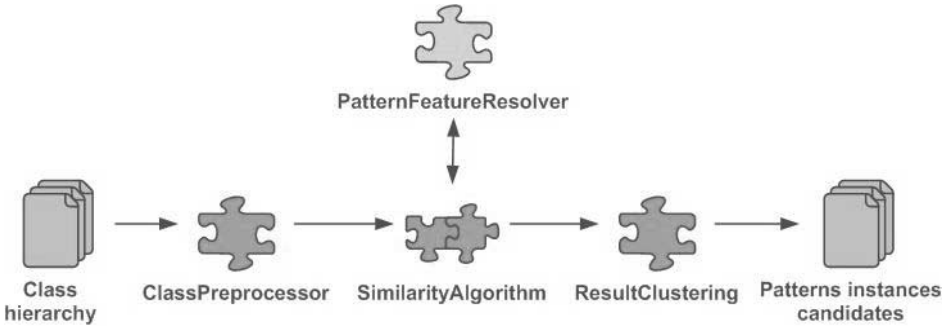 PatternFeatureResolver
Class
hierarchy
ClassPreprocessor
SimilarityAlgorithm
ResultClustering
Patterns instances
candidates